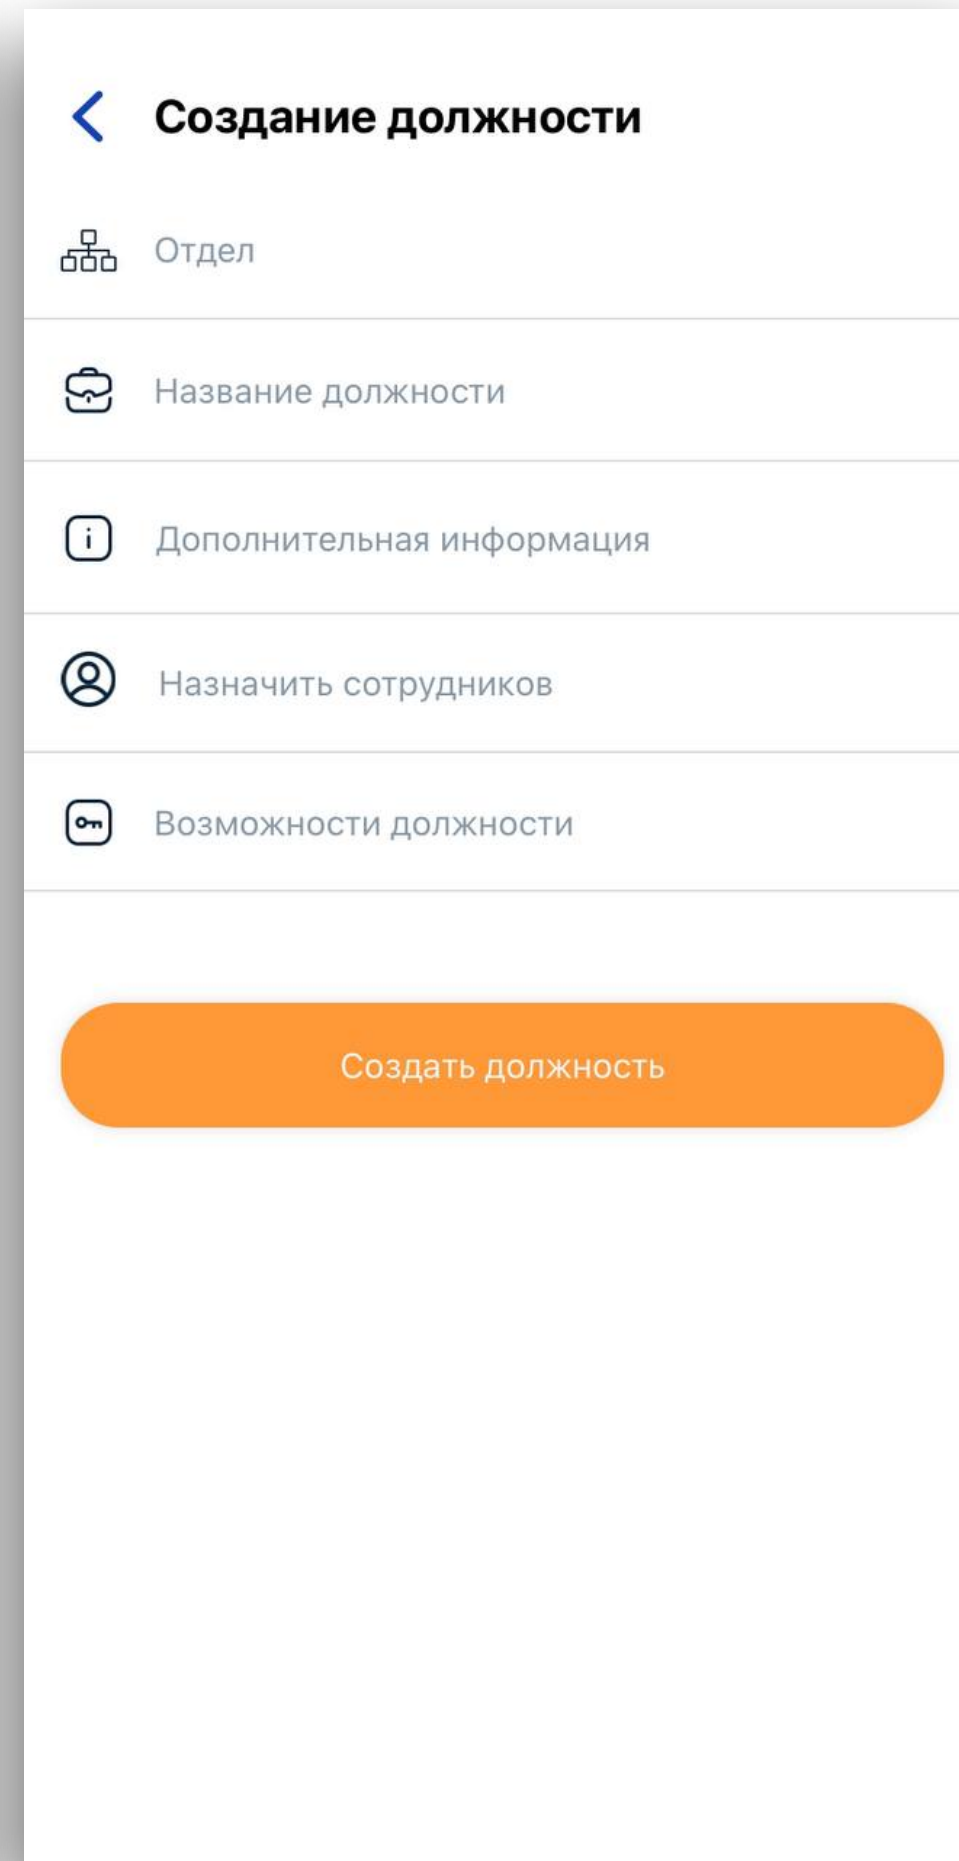 Создание должности
Отдел
Название должности
Дополнительная информация
Назначить сотрудников
Возможности должности
Создать должность